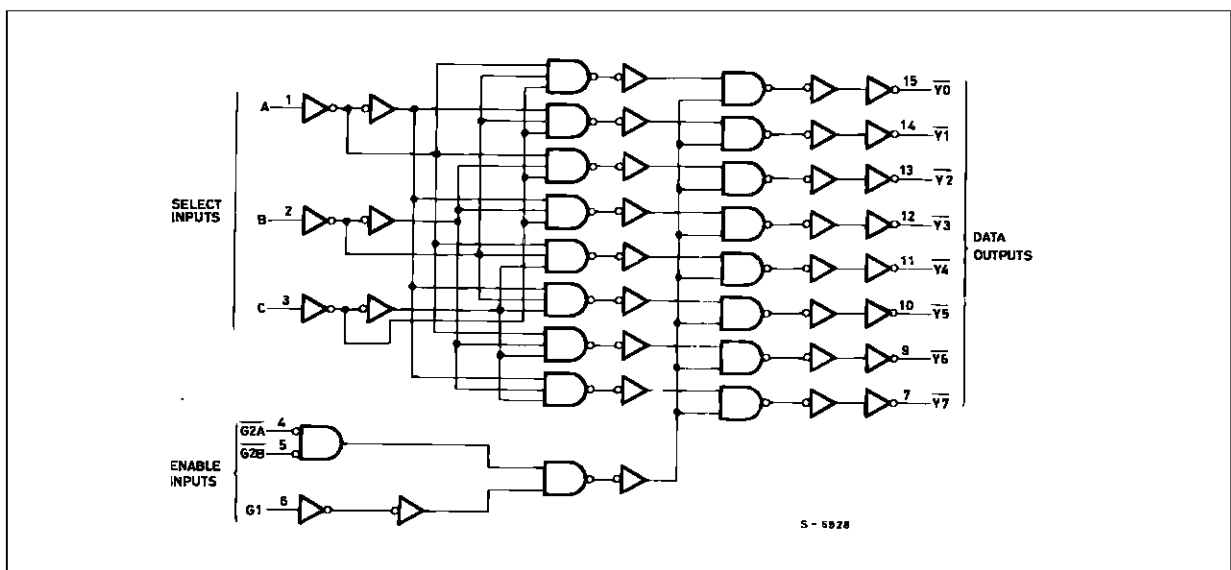 SELECT
INPUTS
A 1
B 2
C 3
ENABLE
INPUTS
G2A 4
G2B 5
G1 6
15 Y0
14 Y1
13 Y2
12 Y3
11 Y4
10 Y5
9 Y6
7 Y7
DATA
OUTPUTS
S - 5928